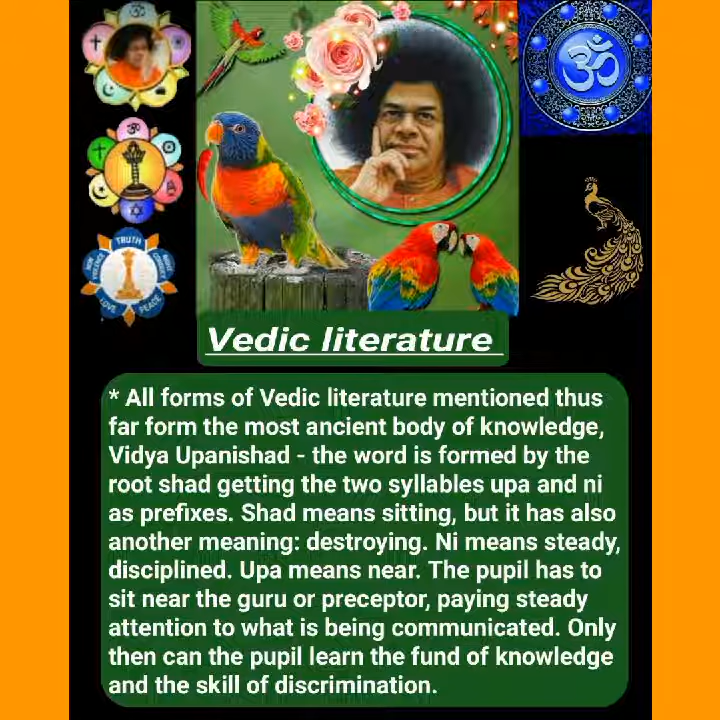 ॐ
ॐ
ॐ
TRUTH
LOVE
PEACE
Vedic literature
* All forms of Vedic literature mentioned thus
far form the most ancient body of knowledge,
Vidya Upanishad - the word is formed by the
root shad getting the two syllables upa and ni
as prefixes. Shad means sitting, but it has also
another meaning: destroying. Ni means steady,
disciplined. Upa means near. The pupil has to
sit near the guru or preceptor, paying steady
attention to what is being communicated. Only
then can the pupil learn the fund of knowledge
and the skill of discrimination.